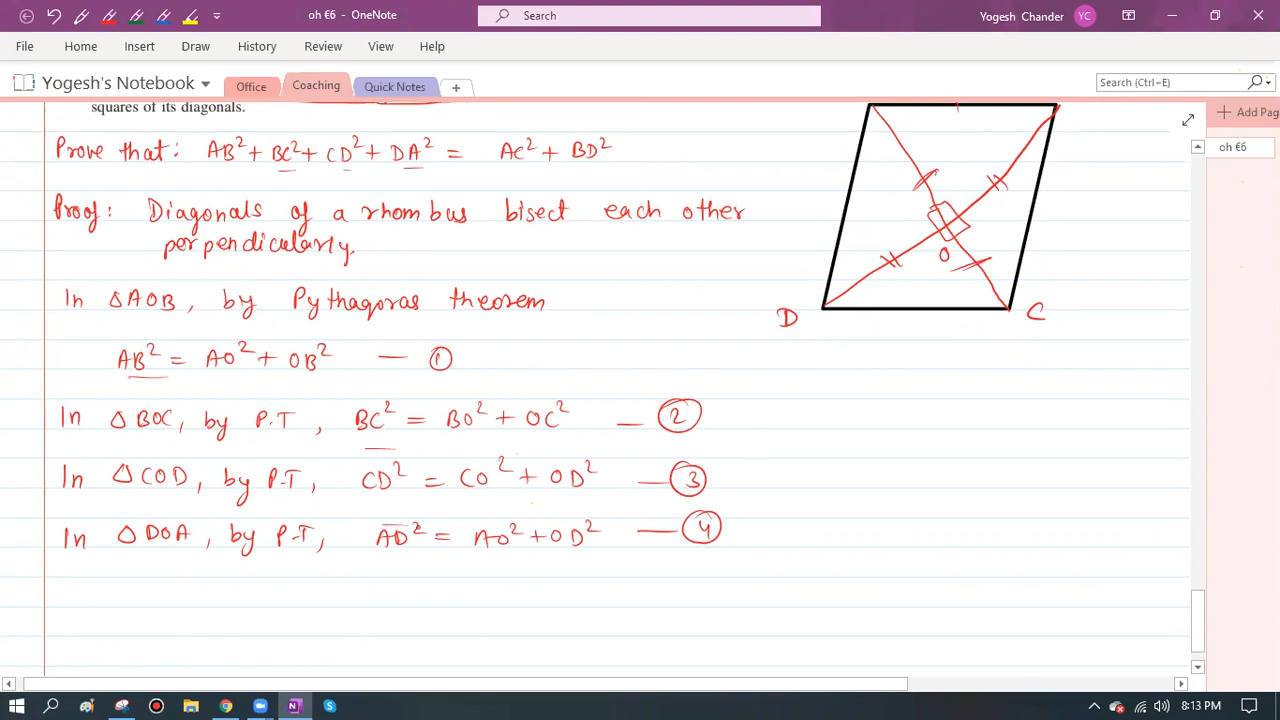 oh €6 - OneNote
Search
Yogesh Chander
YC
File Home Insert Draw History Review View Help
Yogesh's Notebook
Office
Coaching
Quick Notes
+
Search (Ctrl+E)
squares of its diagonals.
Add Pag
oh €6
Prove that: AB² + BC² + CD² + DA² = AC² + BD²
Proof: Diagonals of a rhombus bisect each other
perpendicularly.
In ΔAOB, by Pythagoras theorem
AB² = AO² + OB² — ①
In ΔBOC, by P.T, BC² = BO² + OC² — ②
In ΔCOD, by P.T, CD² = CO² + OD² — ③
In ΔDOA, by P.T, AD² = AO² + OD² — ④
O
D
C
8:13 PM